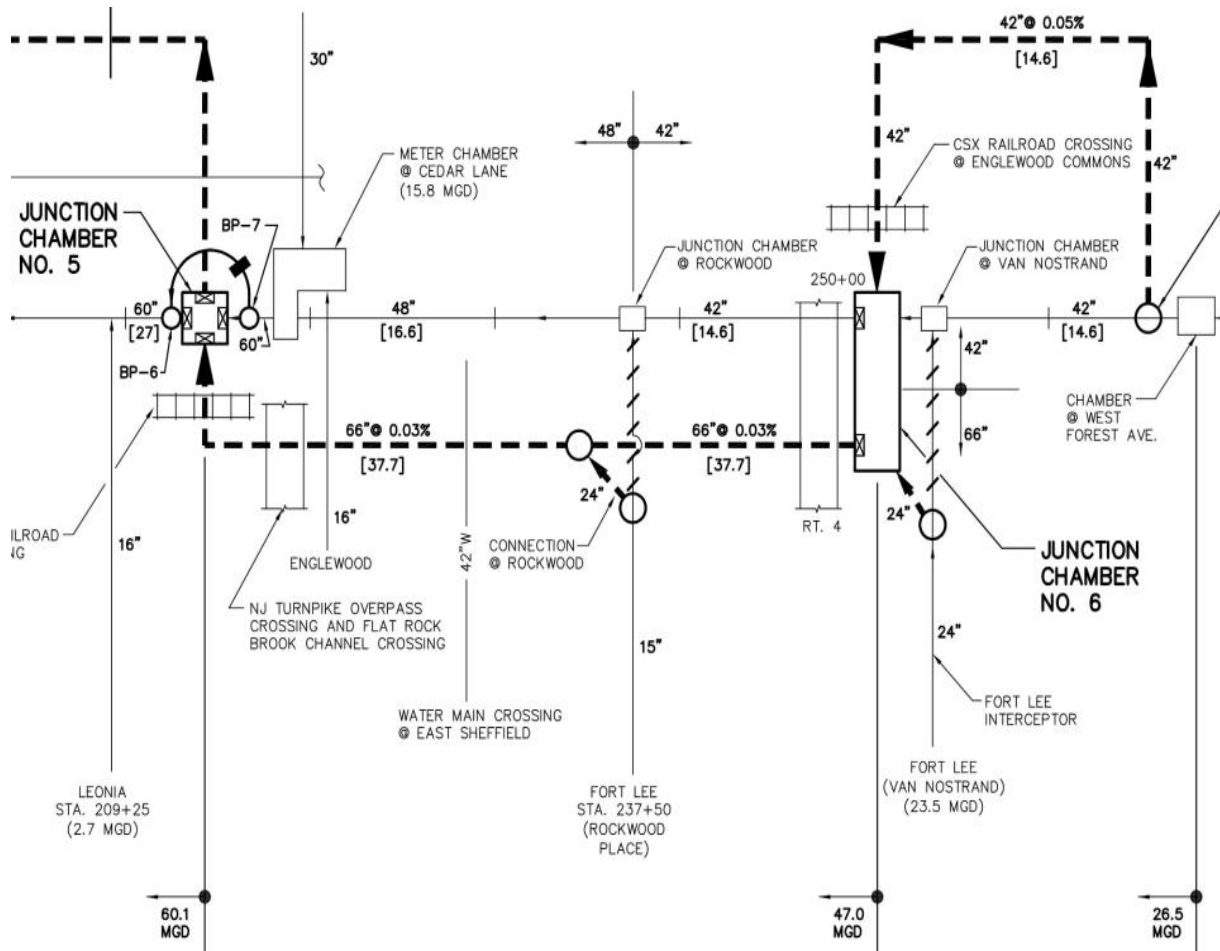 42"@ 0.05%
[14.6]
30"
48" 42"
42"
CSX RAILROAD CROSSING
@ ENGLEWOOD COMMONS
42"
METER CHAMBER
@ CEDAR LANE
(15.8 MGD)
JUNCTION
CHAMBER
NO. 5
BP-7
JUNCTION CHAMBER
@ ROCKWOOD
JUNCTION CHAMBER
@ VAN NOSTRAND
250+00
60"
[27]
60"
48"
[16.6]
42"
[14.6]
42"
[14.6]
BP-6
42"
66"
CHAMBER
@ WEST
FOREST AVE.
66"@ 0.03%
[37.7]
66"@ 0.03%
[37.7]
24"
24"
RT. 4
ILROAD
NG
16"
16"
ENGLEWOOD
42"W
CONNECTION
@ ROCKWOOD
JUNCTION
CHAMBER
NO. 6
NJ TURNPIKE OVERPASS
CROSSING AND FLAT ROCK
BROOK CHANNEL CROSSING
15"
24"
WATER MAIN CROSSING
@ EAST SHEFFIELD
FORT LEE
INTERCEPTOR
LEONIA
STA. 209+25
(2.7 MGD)
FORT LEE
STA. 237+50
(ROCKWOOD
PLACE)
FORT LEE
(VAN NOSTRAND)
(23.5 MGD)
60.1
MGD
47.0
MGD
26.5
MGD